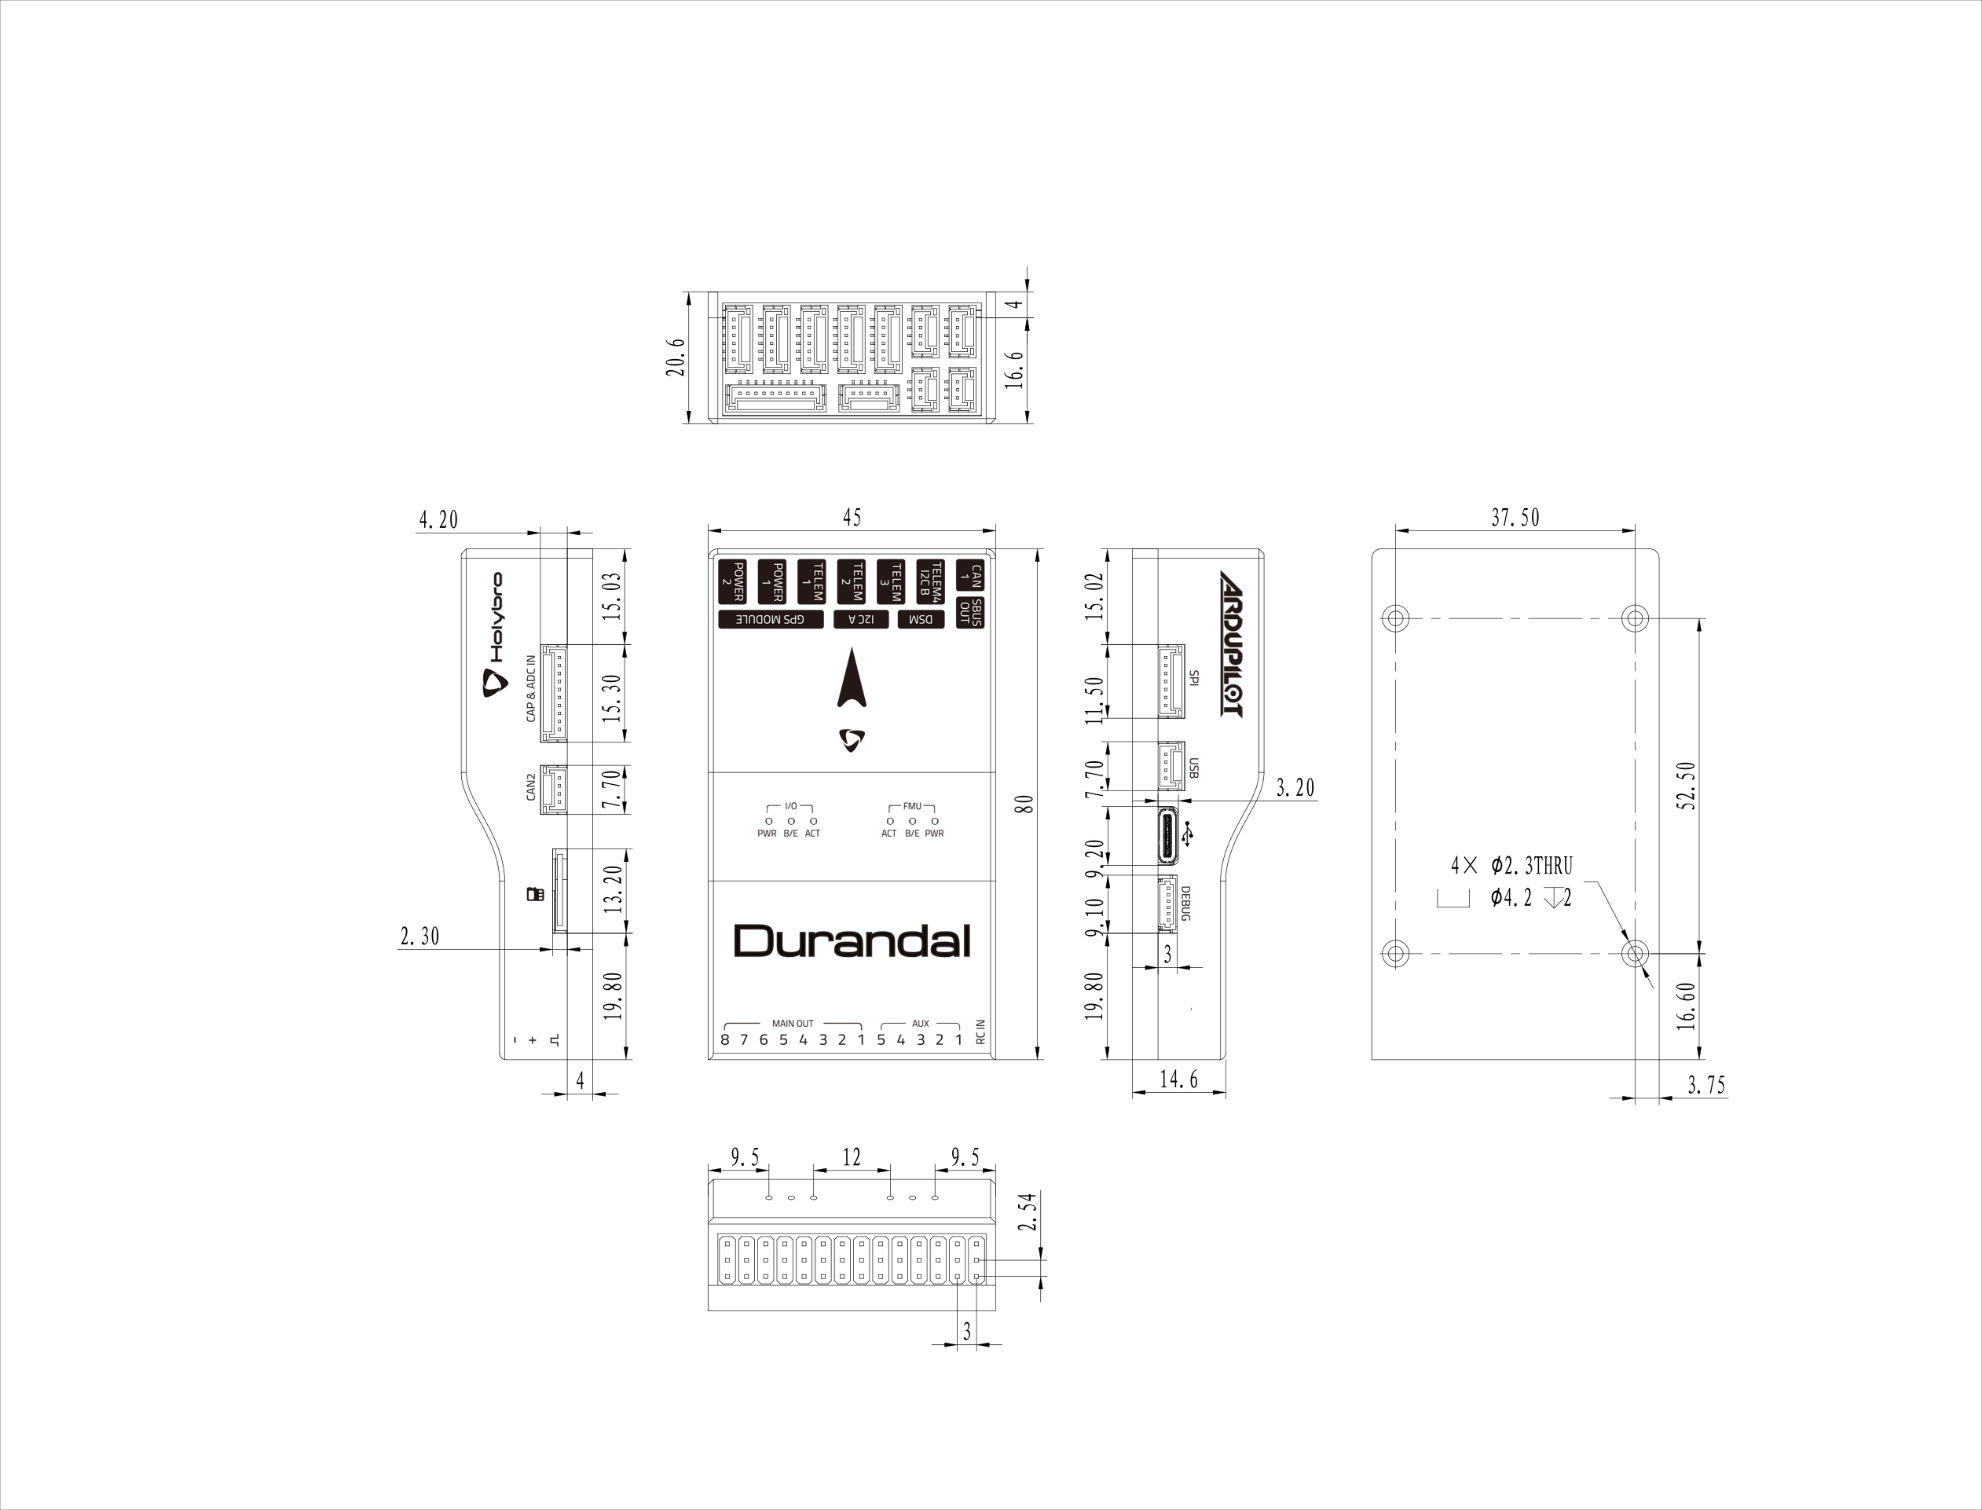 20.6
4
16.6
4.20
15.03
Holybro
CAP & ADC IN
15.30
CAN2
7.70
13.20
2.30
19.80
- + 
4
45
POWER 2
POWER 1
TELEM 1
TELEM 2
TELEM 3
TELEM4 I2C B
CAN 1
GPS MODULE
I2C A
DSM
SBUS OUT
80
I/O
PWR B/E ACT
FMU
ACT B/E PWR
Durandal
MAIN OUT
8 7 6 5 4 3 2 1
AUX
5 4 3 2 1
RC IN
15.02
ARDUPILOT
SPI
11.50
USB
7.70
3.20
9.20
DEBUG
9.10
3
19.80
14.6
37.50
52.50
4X ϕ2.3THRU
ϕ4.2 2
16.60
3.75
9.5
12
9.5
2.54
3